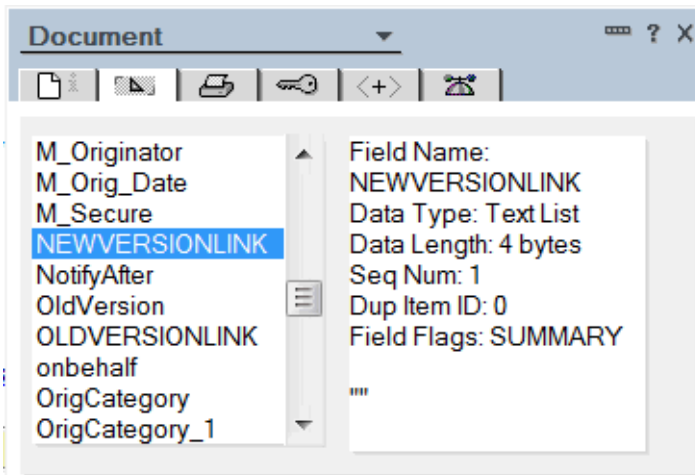 Document
?
X
<+>
M_Originator
M_Orig_Date
M_Secure
NEWVERSIONLINK
NotifyAfter
OldVersion
OLDVERSIONLINK
onbehalf
OrigCategory
OrigCategory_1
Field Name:
NEWVERSIONLINK
Data Type: Text List
Data Length: 4 bytes
Seq Num: 1
Dup Item ID: 0
Field Flags: SUMMARY
""